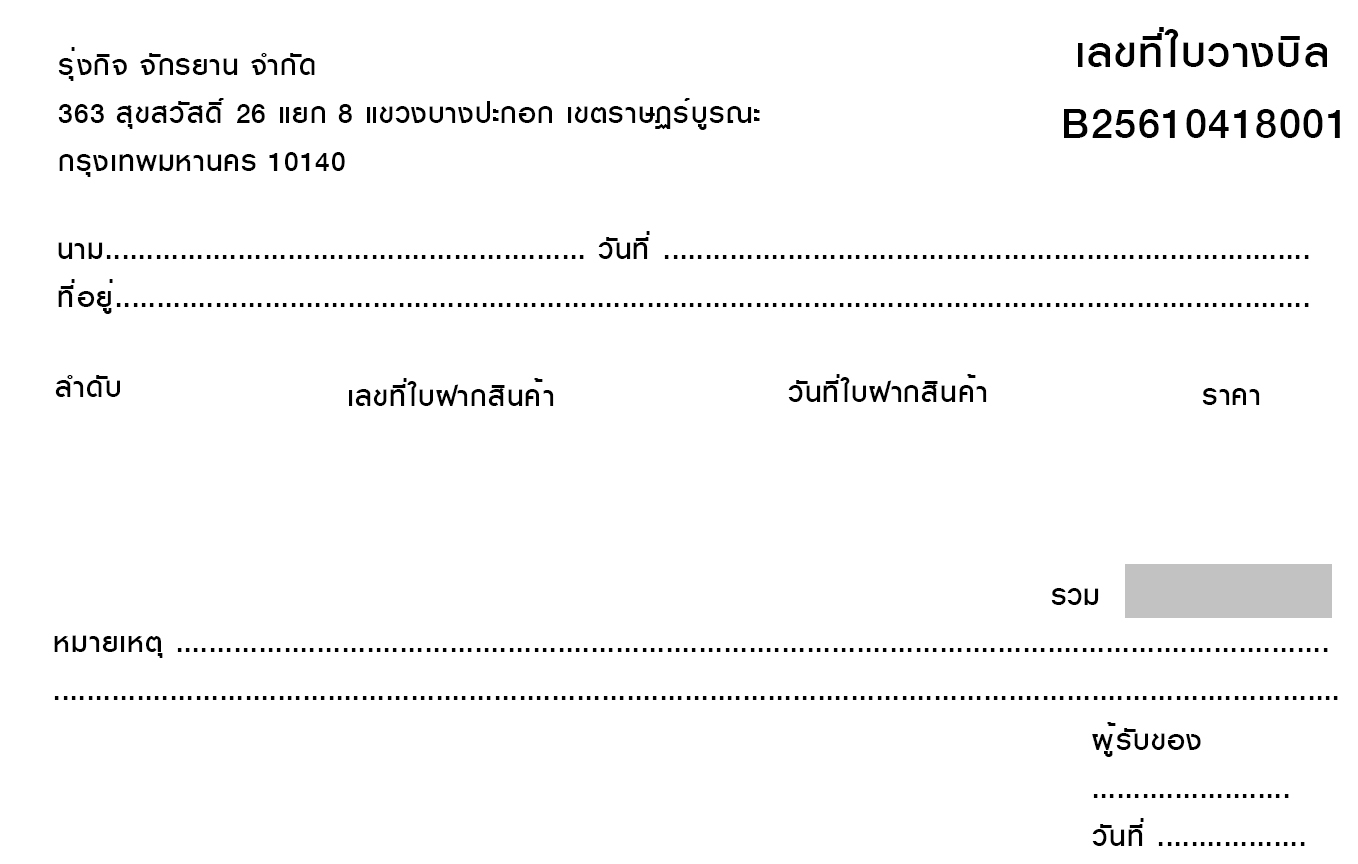 รุ่งกิจ จักรยาน จำกัด
เลขที่ใบวางบิล
363 สุขสวัสดิ์ 26 แยก 8 แขวงบางปะกอก เขตราษฏร์บูรณะ
B25610418001
กรุงเทพมหานคร 10140
นาม.......................................................... วันที่ ..............................................................................
ที่อยู่................................................................................................................................................
ลำดับ เลขที่ใบฝากสินค้า วันที่ใบฝากสินค้า ราคา
รวม
หมายเหตุ ...........................................................................................................................................
...........................................................................................................................................................
ผู้รับของ
........................
วันที่ ..................